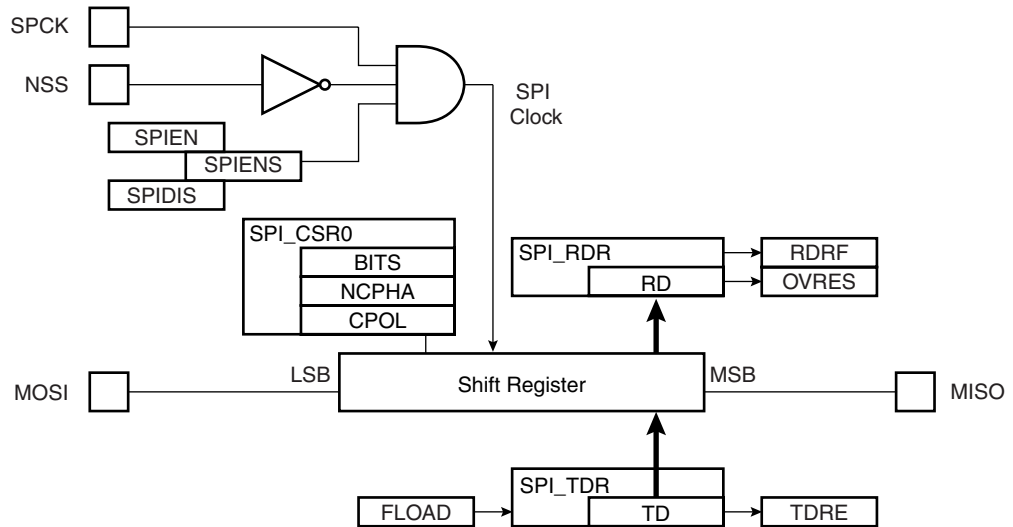 SPCK
NSS
SPI
Clock
SPIEN
SPIENS
SPIDIS
SPI_CSR0
BITS
NCPHA
CPOL
SPI_RDR
RD
RDRF
OVRES
MOSI
LSB
Shift Register
MSB
MISO
SPI_TDR
FLOAD
TD
TDRE